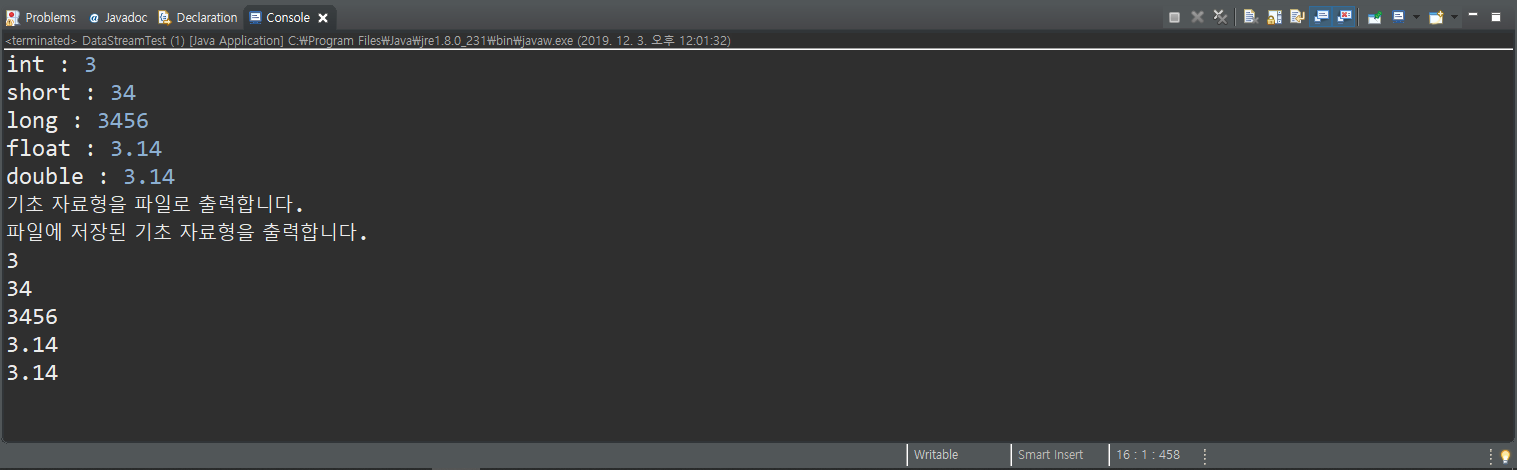 Problems Javadoc Declaration Console
<terminated> DataStreamTest (1) [Java Application] C:₩Program Files₩Java₩jre1.8.0_231₩bin₩javaw.exe (2019. 12. 3. 오후 12:01:32)
int : 3
short : 34
long : 3456
float : 3.14
double : 3.14
기초 자료형을 파일로 출력합니다.
파일에 저장된 기초 자료형을 출력합니다.
3
34
3456
3.14
3.14
Writable Smart Insert 16 : 1 : 458